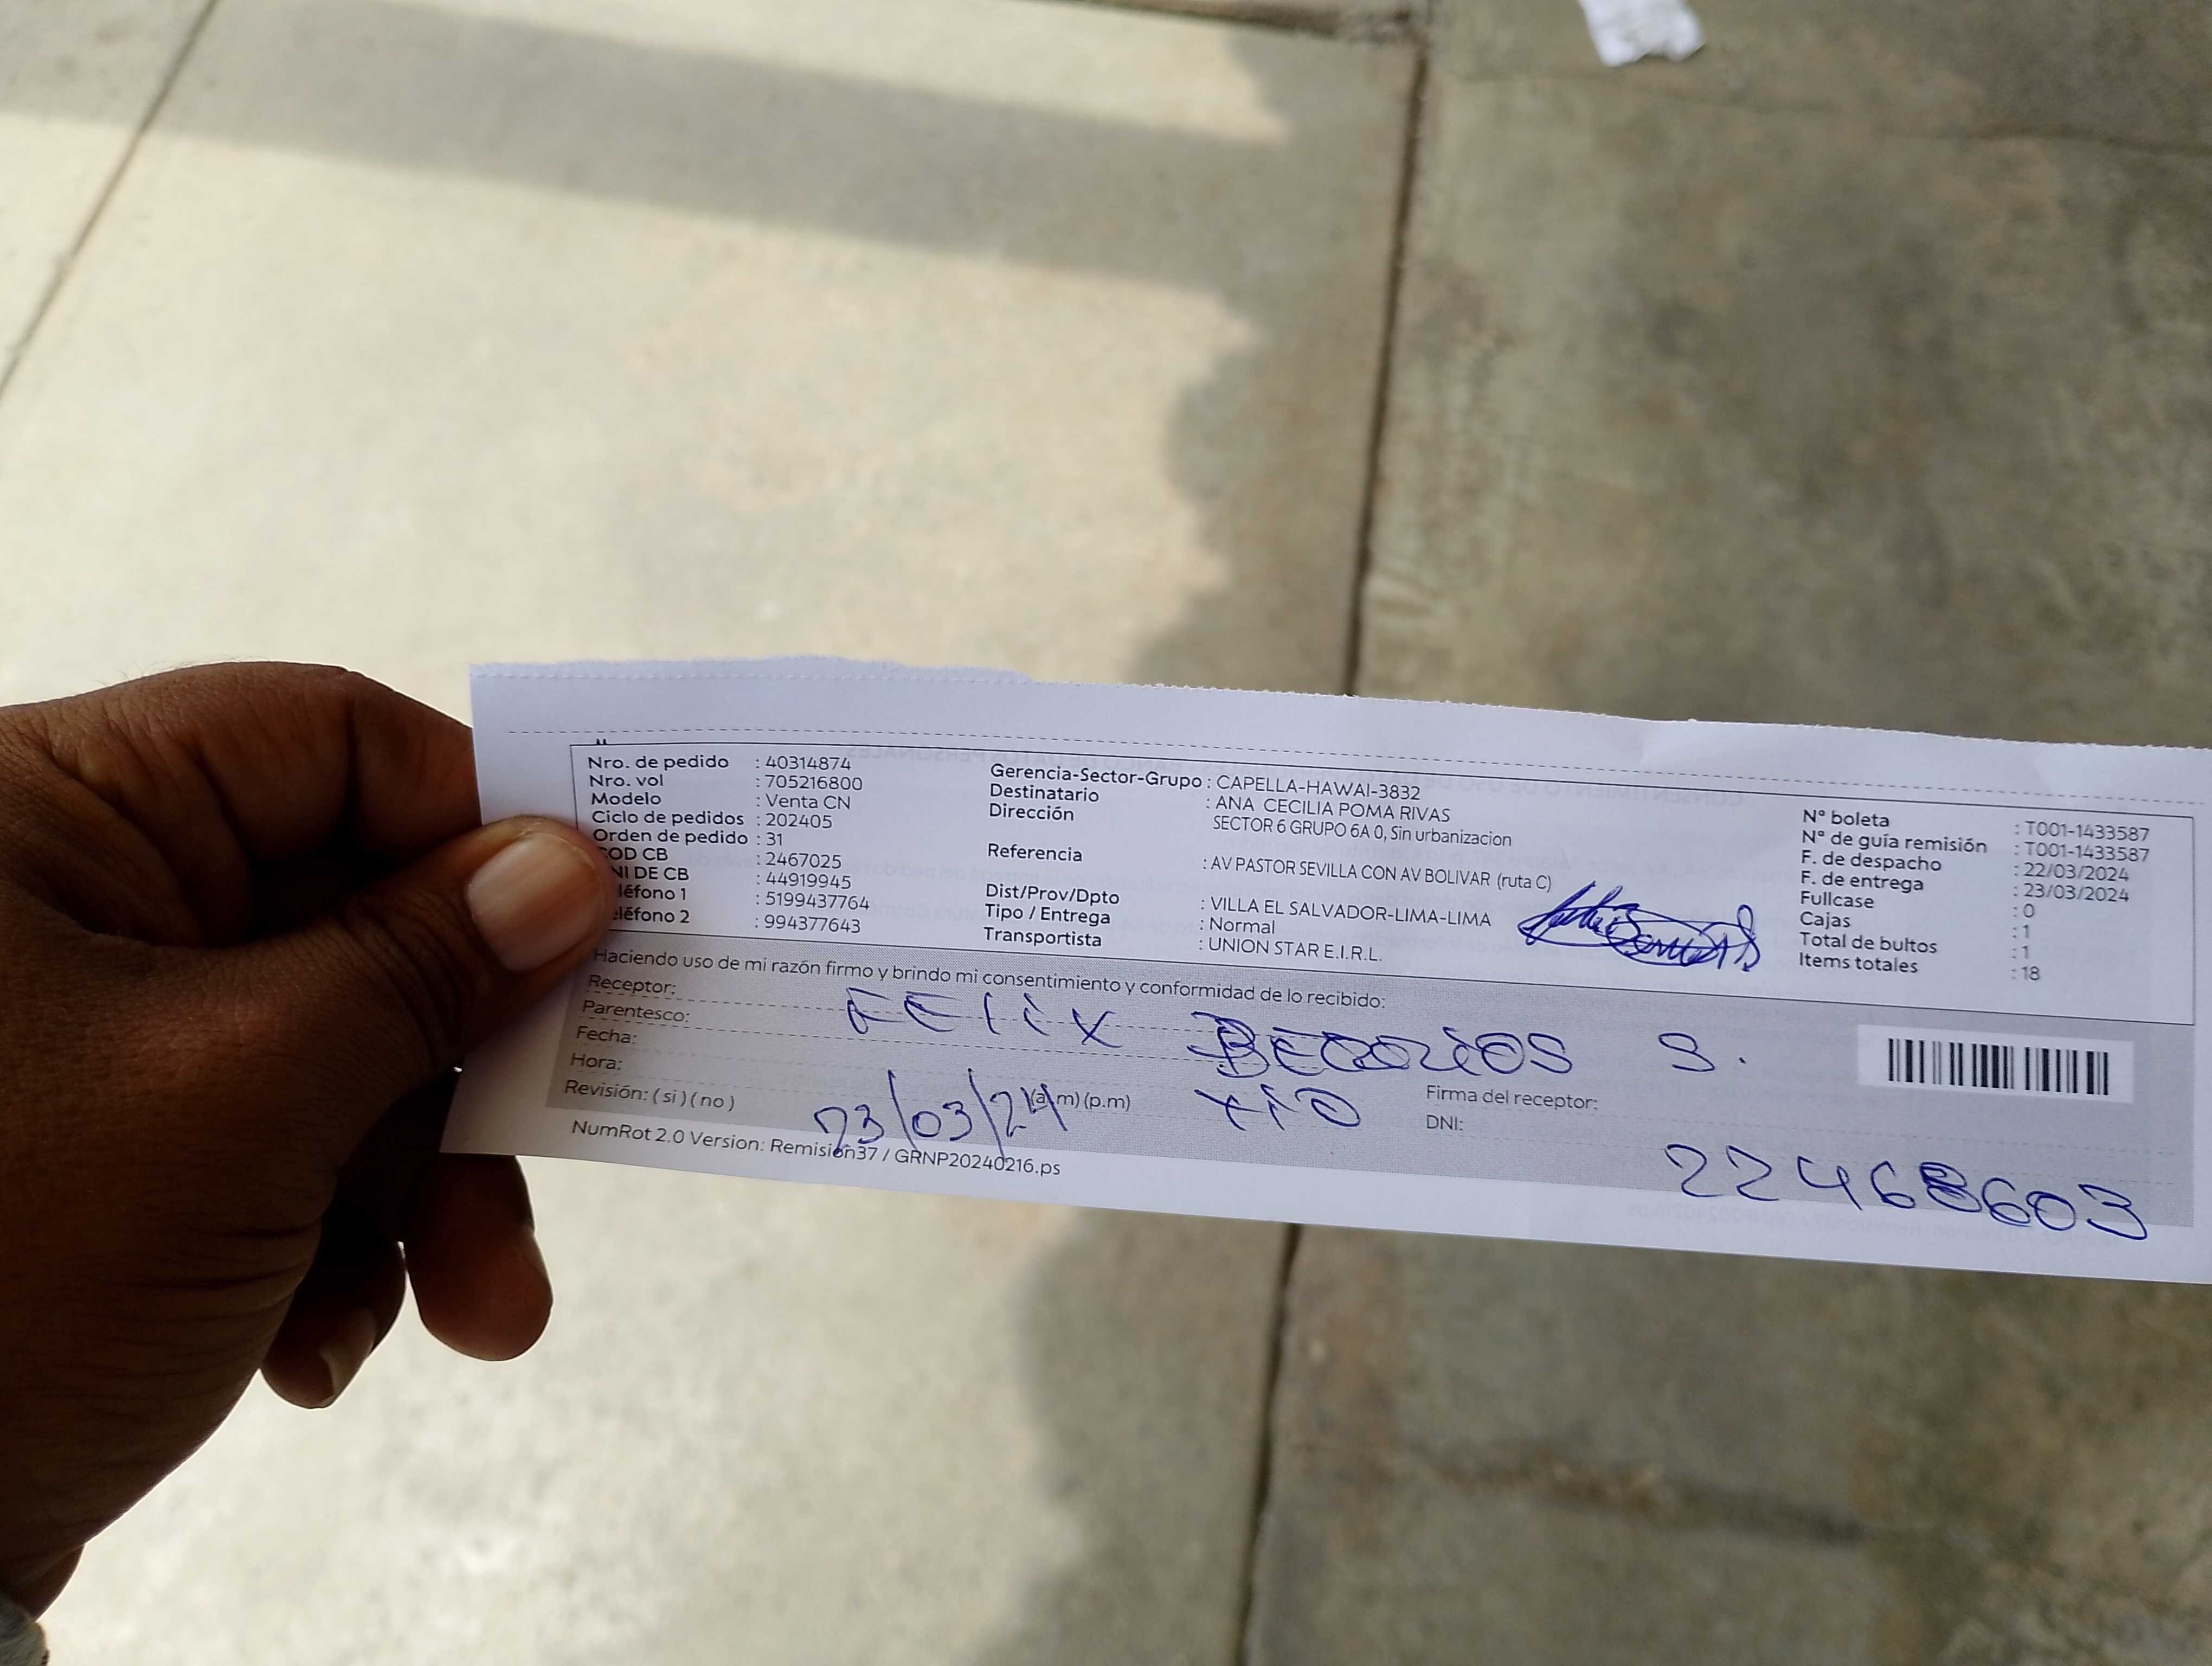 Nro. de pedido : 40314874
Nro. vol : 705216800
Modelo : Venta CN
Ciclo de pedidos : 202405
Orden de pedido : 31
COD CB : 2467025
NI DE CB : 44919945
léfono 1 : 5199437764
eléfono 2 : 994377643
Gerencia-Sector-Grupo : CAPELLA-HAWAI-3832
Destinatario : ANA CECILIA POMA RIVAS
Dirección SECTOR 6 GRUPO 6A 0, Sin urbanizacion
Referencia : AV PASTOR SEVILLA CON AV BOLIVAR (ruta C)
Dist/Prov/Dpto : VILLA EL SALVADOR-LIMA-LIMA
Tipo / Entrega : Normal
Transportista : UNION STAR E.I.R.L.
N° boleta : T001-1433587
N° de guía remisión : T001-1433587
F. de despacho : 22/03/2024
F. de entrega : 23/03/2024
Fullcase : 0
Cajas : 1
Total de bultos : 1
Items totales : 18
Haciendo uso de mi razón firmo y brindo mi consentimiento y conformidad de lo recibido:
Receptor: FELIX S.
Parentesco: TIO
Fecha: 23/03/24
Hora: (a.m) (p.m)
Revisión: ( si ) ( no )
Firma del receptor:
DNI: 22468603
NumRot 2.0 Version: Remisión37 / GRNP20240216.ps